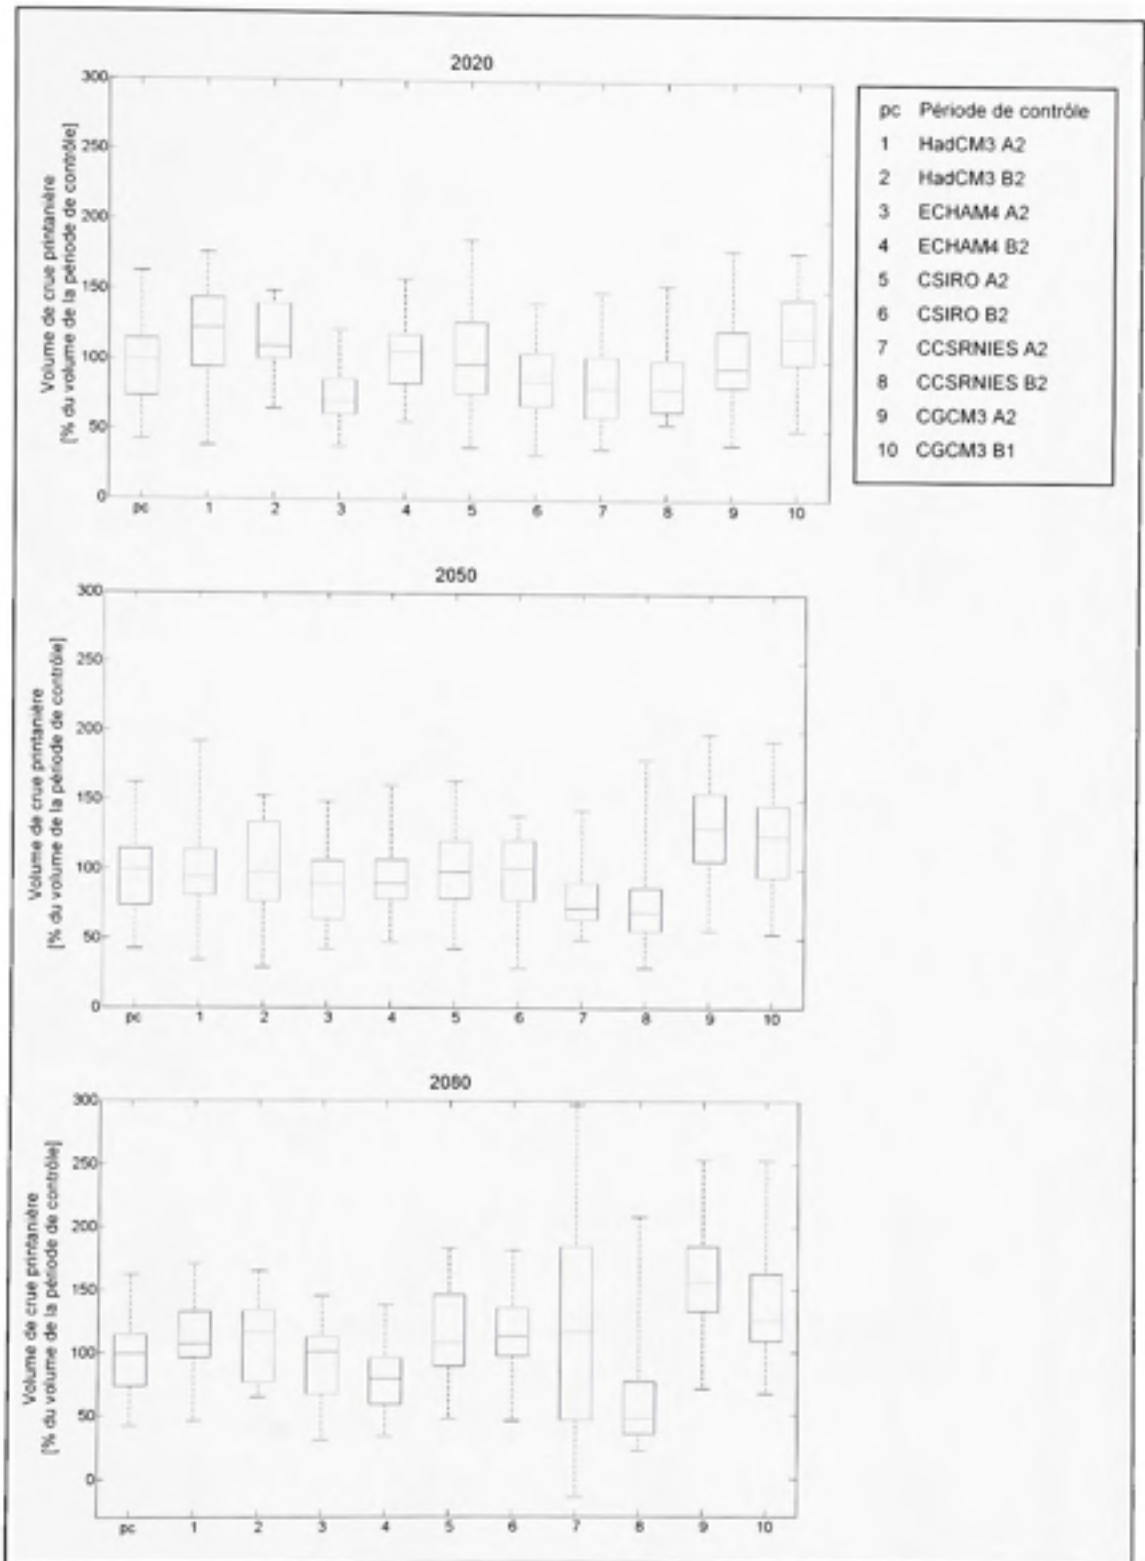 2020
Volume de crue printanière
[% du volume de la période de contrôle]
300
250
200
150
100
50
0
pc 1 2 3 4 5 6 7 8 9 10
pc Période de contrôle
1 HadCM3 A2
2 HadCM3 B2
3 ECHAM4 A2
4 ECHAM4 B2
5 CSIRO A2
6 CSIRO B2
7 CCSRNIES A2
8 CCSRNIES B2
9 CGCM3 A2
10 CGCM3 B1
2050
Volume de crue printanière
[% du volume de la période de contrôle]
300
250
200
150
100
50
0
pc 1 2 3 4 5 6 7 8 9 10
2080
Volume de crue printanière
[% du volume de la période de contrôle]
300
250
200
150
100
50
0
pc 1 2 3 4 5 6 7 8 9 10